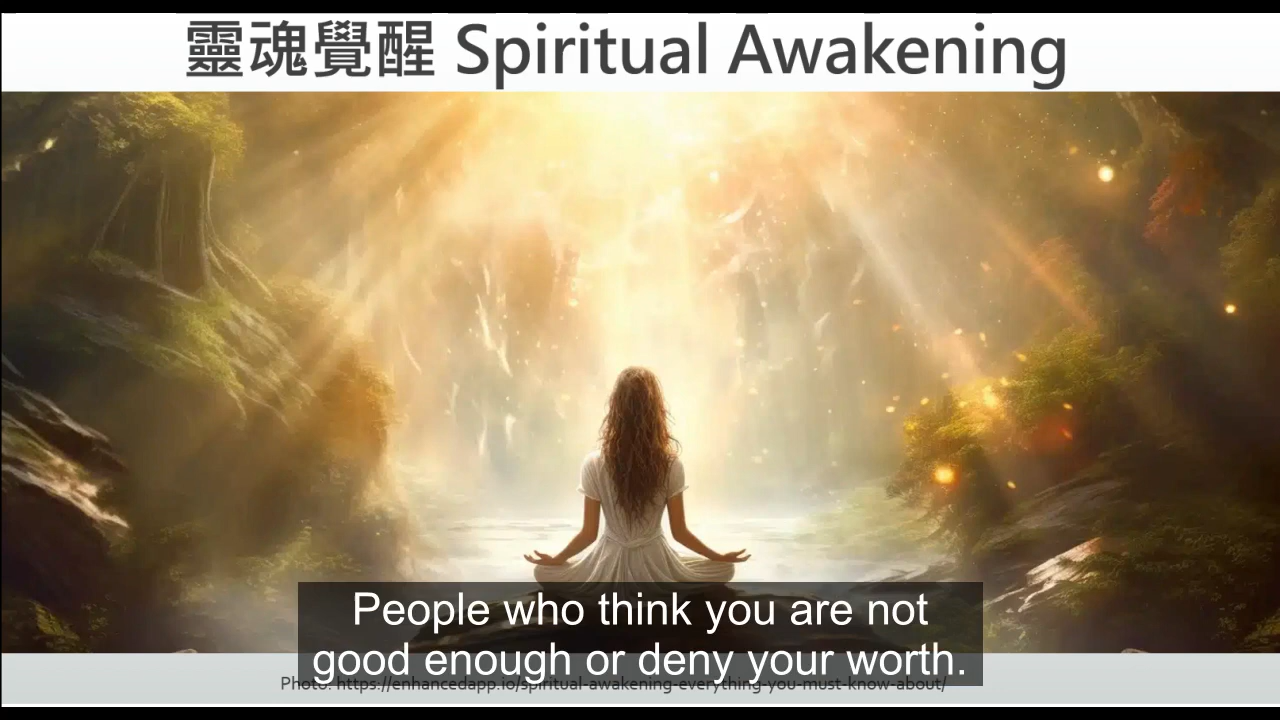 靈魂覺醒 Spiritual Awakening
People who think you are not
good enough or deny your worth.
Photo: https://enhancedapp.io/spiritual-awakening-everything-you-must-know-about/